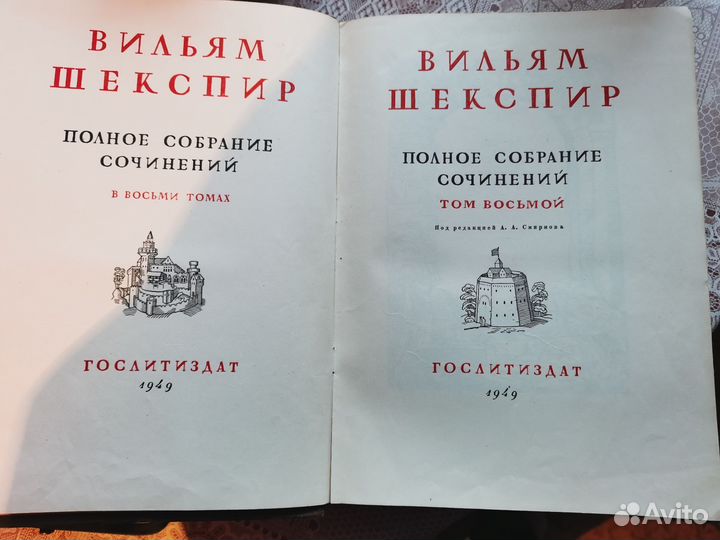 ВИЛЬЯМ
ШЕКСПИР
ПОЛНОЕ СОБРАНИЕ
СОЧИНЕНИЙ
В ВОСЬМИ ТОМАХ
ГОСЛИТИЗДАТ
1949
ВИЛЬЯМ
ШЕКСПИР
ПОЛНОЕ СОБРАНИЕ
СОЧИНЕНИЙ
ТОМ ВОСЬМОЙ
Под редакцией А. А. Смирнова
ГОСЛИТИЗДАТ
1949
Avito